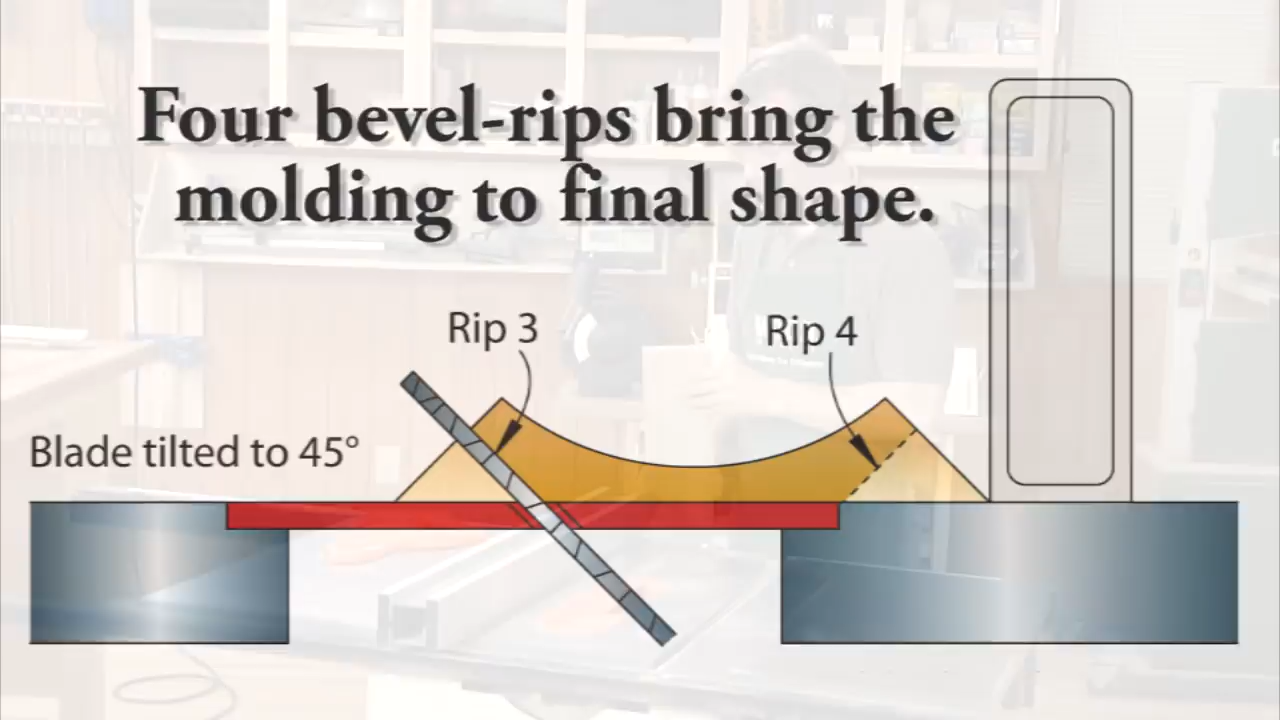 Four bevel-rips bring the
molding to final shape.
Rip 3
Rip 4
Blade tilted to 45°